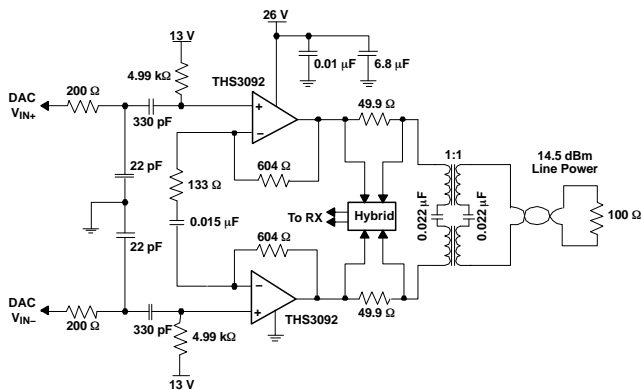 26 V
13 V
0.01 µF
6.8 µF
4.99 kΩ
THS3092
DAC
VIN+
200 Ω
330 pF
+
−
49.9 Ω
1:1
14.5 dBm
Line Power
22 pF
604 Ω
133 Ω
0.022 µF
0.022 µF
100 Ω
To RX
Hybrid
0.015 µF
22 pF
604 Ω
DAC
VIN−
200 Ω
330 pF
−
+
49.9 Ω
THS3092
4.99 kΩ
13 V